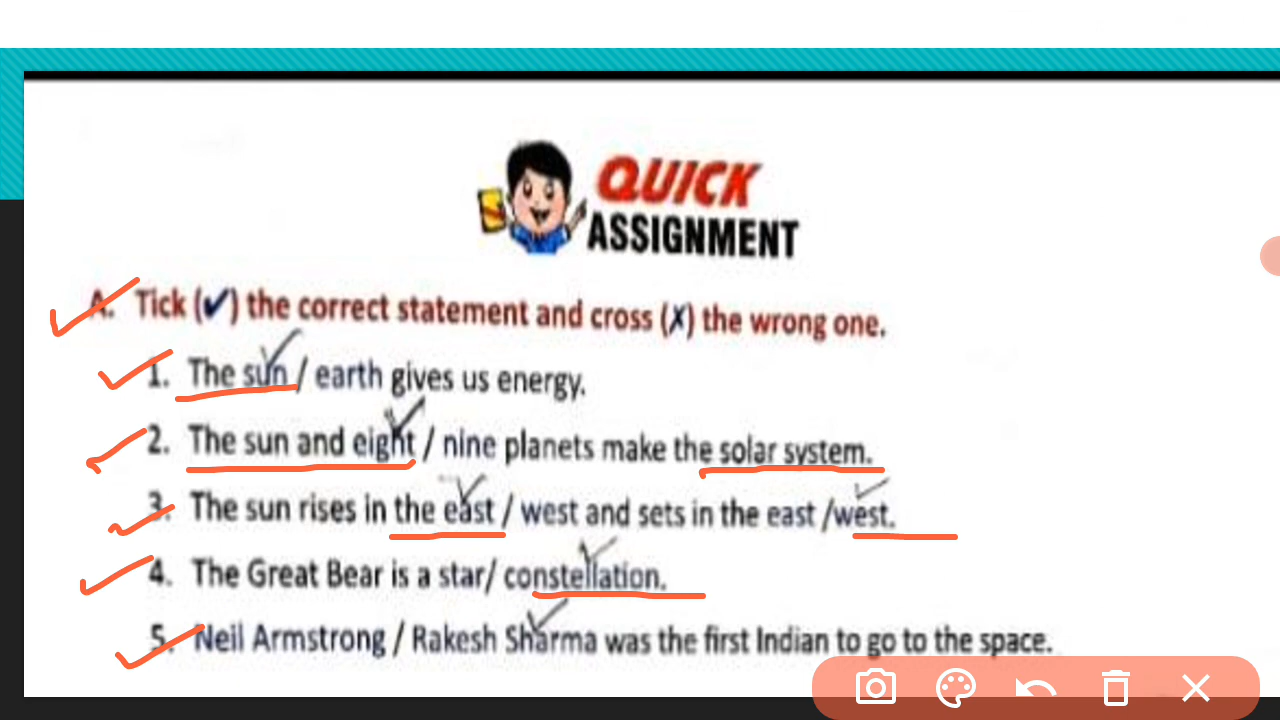 QUICK
ASSIGNMENT
A. Tick (✔) the correct statement and cross (✗) the wrong one.
1. The sun / earth gives us energy.
2. The sun and eight / nine planets make the solar system.
3. The sun rises in the east / west and sets in the east /west.
4. The Great Bear is a star/ constellation.
5. Neil Armstrong / Rakesh Sharma was the first Indian to go to the space.